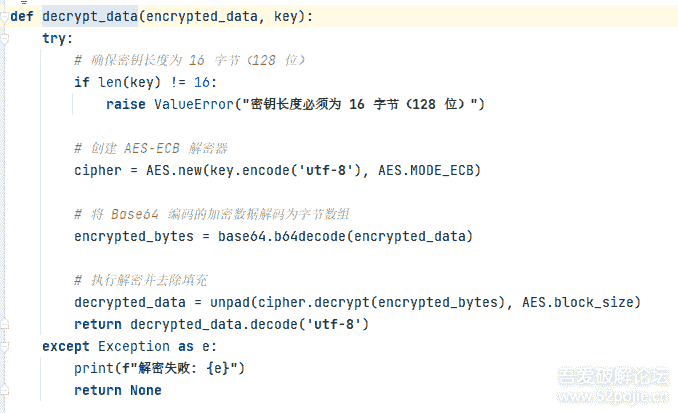 def decrypt_data(encrypted_data, key):
    try:
        # 确保密钥长度为 16 字节（128 位）
        if len(key) != 16:
            raise ValueError("密钥长度必须为 16 字节（128 位）")
        # 创建 AES-ECB 解密器
        cipher = AES.new(key.encode('utf-8'), AES.MODE_ECB)
        # 将 Base64 编码的加密数据解码为字节数组
        encrypted_bytes = base64.b64decode(encrypted_data)
        # 执行解密并去除填充
        decrypted_data = unpad(cipher.decrypt(encrypted_bytes), AES.block_size)
        return decrypted_data.decode('utf-8')
    except Exception as e:
        print(f"解密失败: {e}")
        return None
吾爱破解论坛
www.52pojie.cn